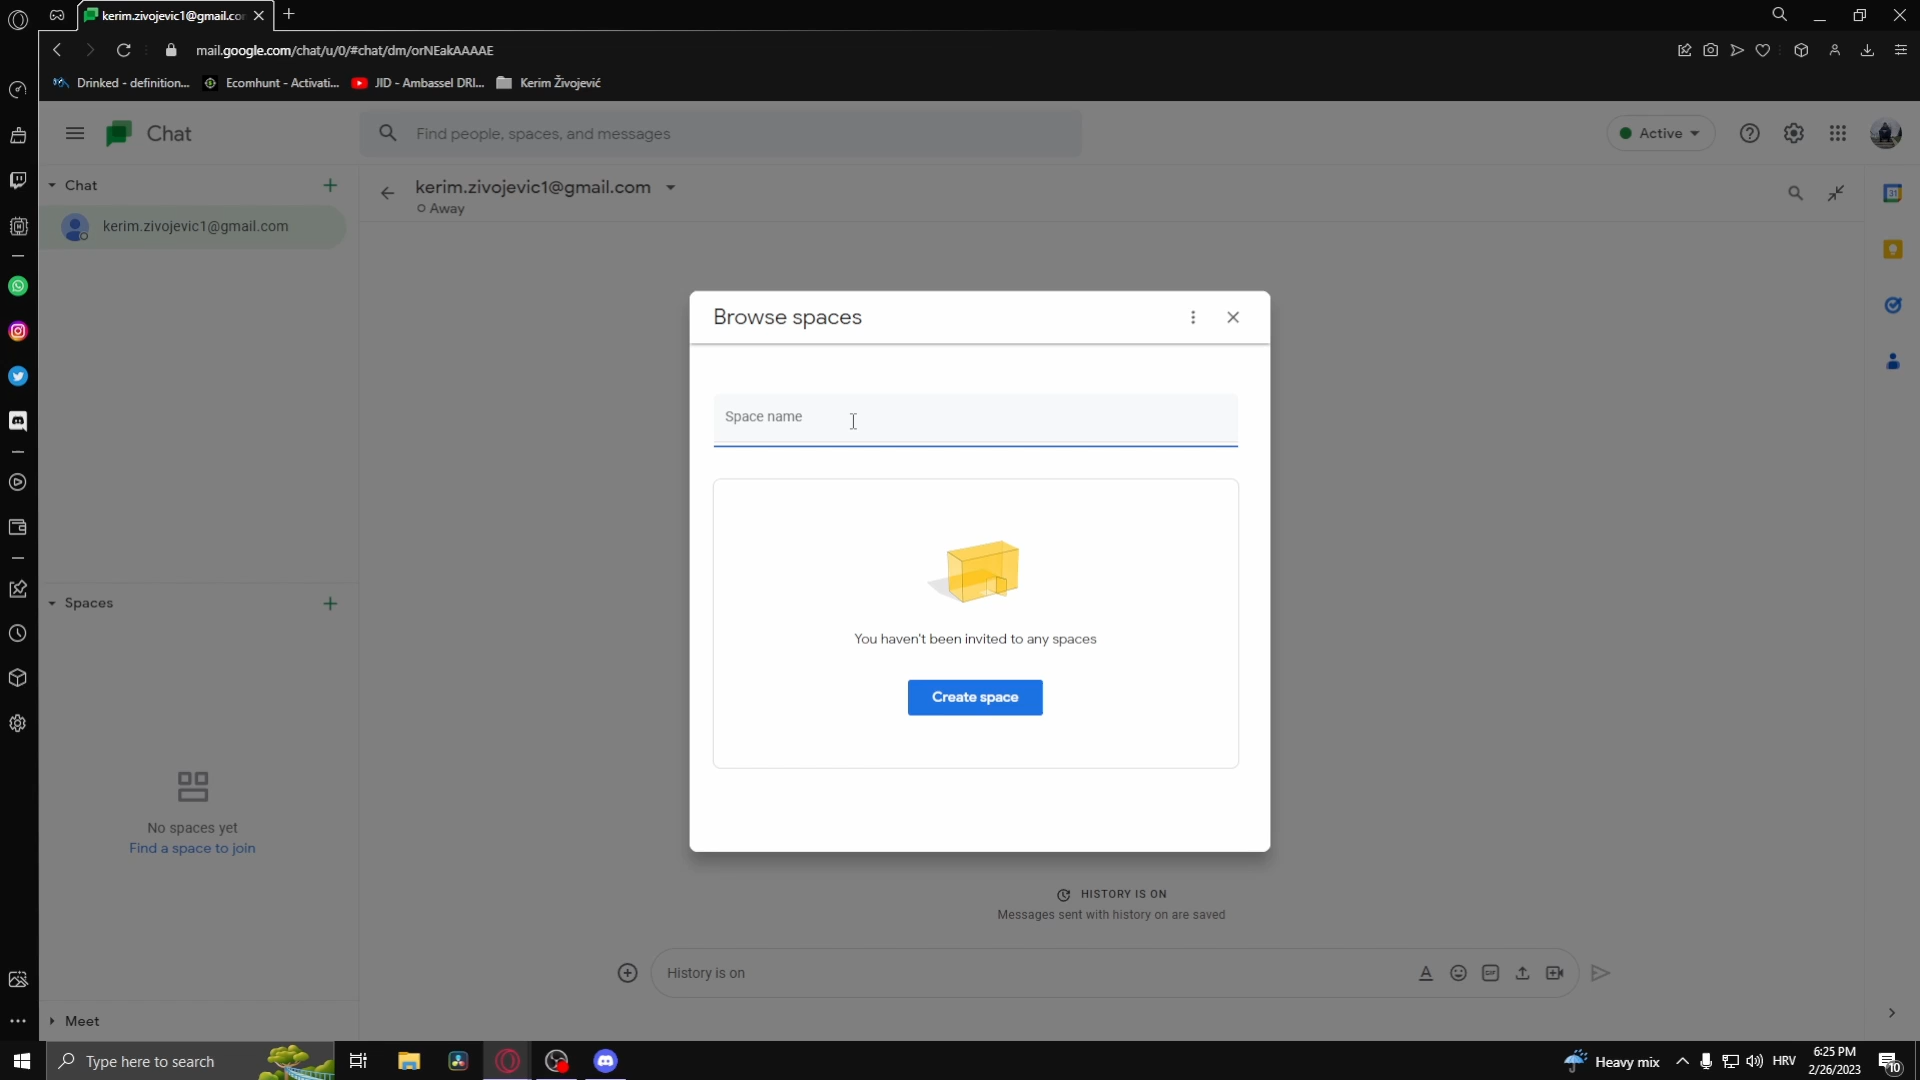 kerim.zivojevic1@gmail.co
mail.google.com/chat/u/0/#chat/dm/orNEakAAAAE
Drinked - definition... Ecomhunt - Activati... JID - Ambassel DRI... Kerim Živojević
Chat
Find people, spaces, and messages
Active
Chat
kerim.zivojevic1@gmail.com
Away
kerim.zivojevic1@gmail.com
Browse spaces
Space name
You haven't been invited to any spaces
Create space
Spaces
No spaces yet
Find a space to join
HISTORY IS ON
Messages sent with history on are saved
History is on
GIF
Meet
31
Type here to search
Heavy mix
HRV
6:25 PM
2/26/2023
10